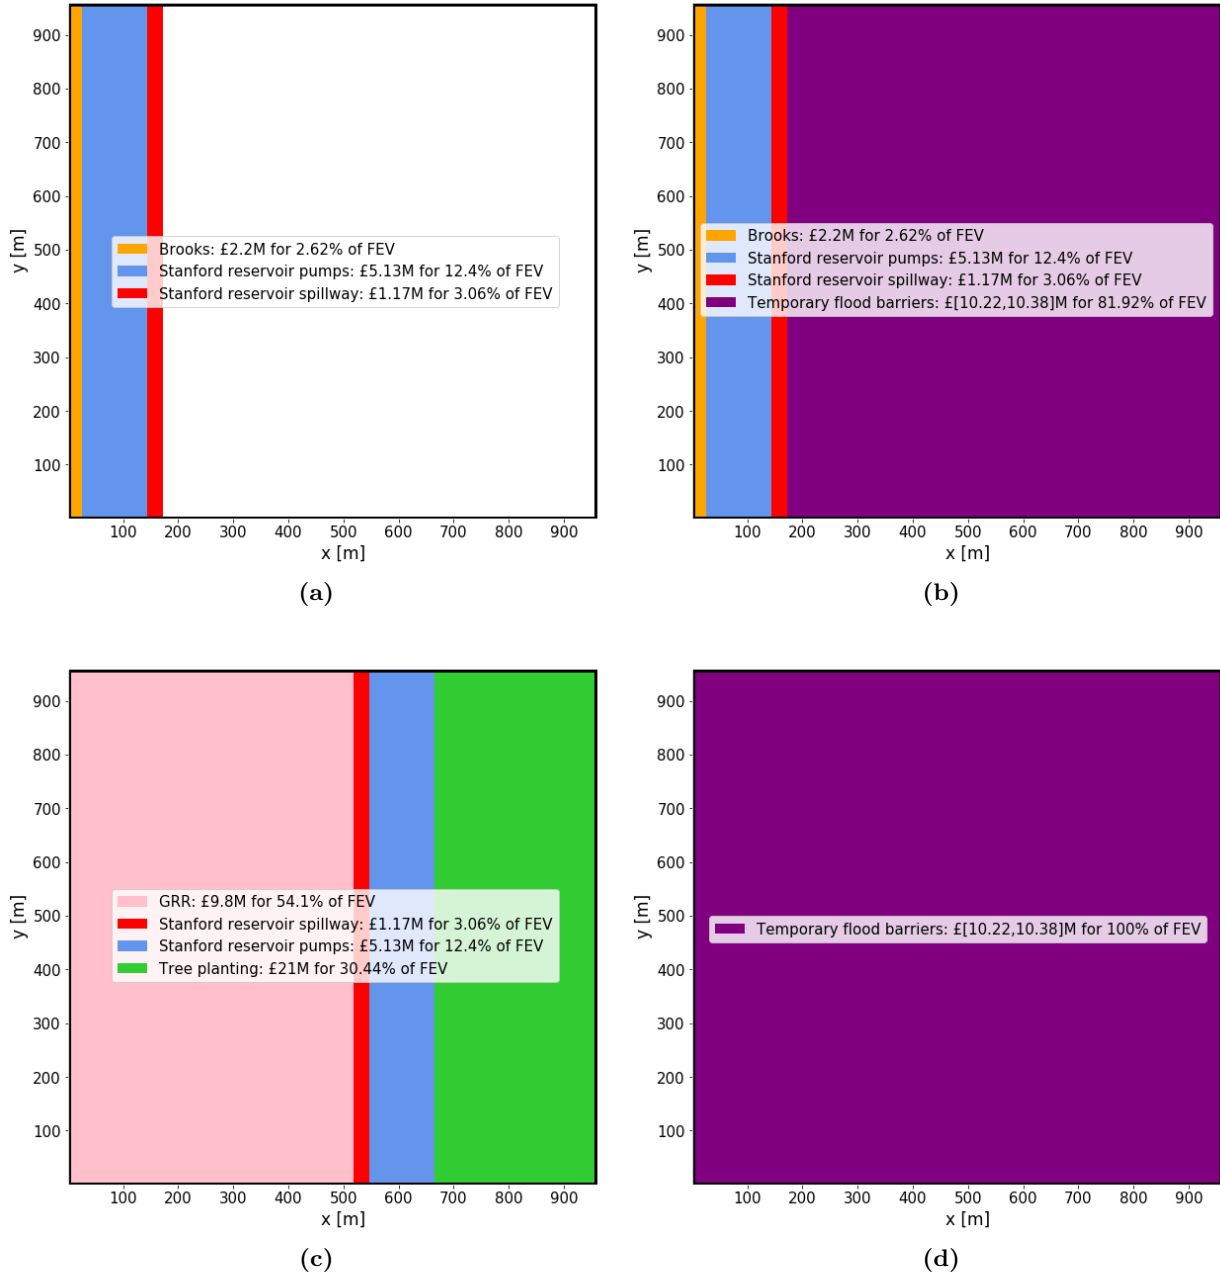 900
800
700
600
500
400
300
200
100
y [m]
Brooks: £2.2M for 2.62% of FEV
Stanford reservoir pumps: £5.13M for 12.4% of FEV
Stanford reservoir spillway: £1.17M for 3.06% of FEV
100 200 300 400 500 600 700 800 900
x [m]
(a)
900
800
700
600
500
400
300
200
100
y [m]
Brooks: £2.2M for 2.62% of FEV
Stanford reservoir pumps: £5.13M for 12.4% of FEV
Stanford reservoir spillway: £1.17M for 3.06% of FEV
Temporary flood barriers: £[10.22,10.38]M for 81.92% of FEV
100 200 300 400 500 600 700 800 900
x [m]
(b)
900
800
700
600
500
400
300
200
100
y [m]
GRR: £9.8M for 54.1% of FEV
Stanford reservoir spillway: £1.17M for 3.06% of FEV
Stanford reservoir pumps: £5.13M for 12.4% of FEV
Tree planting: £21M for 30.44% of FEV
100 200 300 400 500 600 700 800 900
x [m]
(c)
900
800
700
600
500
400
300
200
100
y [m]
Temporary flood barriers: £[10.22,10.38]M for 100% of FEV
100 200 300 400 500 600 700 800 900
x [m]
(d)